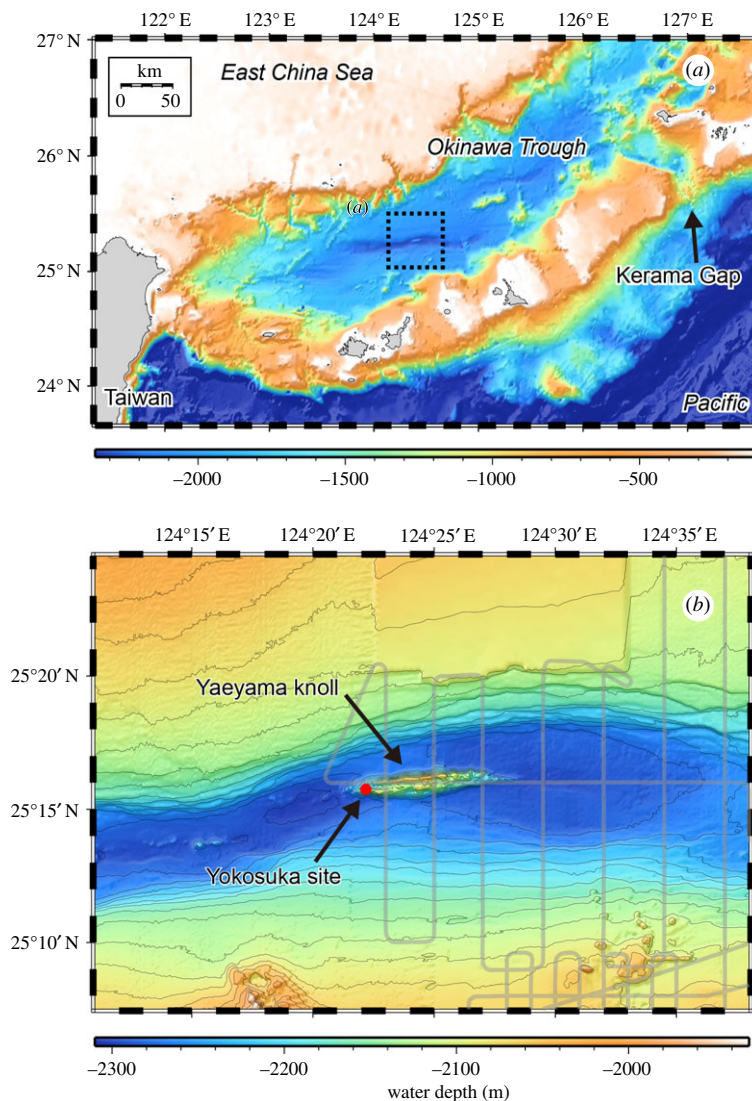 122° E 123° E 124° E 125° E 126° E 127° E
27° N
km
0 50
East China Sea
(a)
26° N
Okinawa Trough
(a)
25° N
Kerama Gap
24° N
Taiwan
Pacific
−2000 −1500 −1000 −500
124°15′ E 124°20′ E 124°25′ E 124°30′ E 124°35′ E
(b)
25°20′ N
Yaeyama knoll
25°15′ N
Yokosuka site
25°10′ N
−2300 −2200 −2100 −2000
water depth (m)